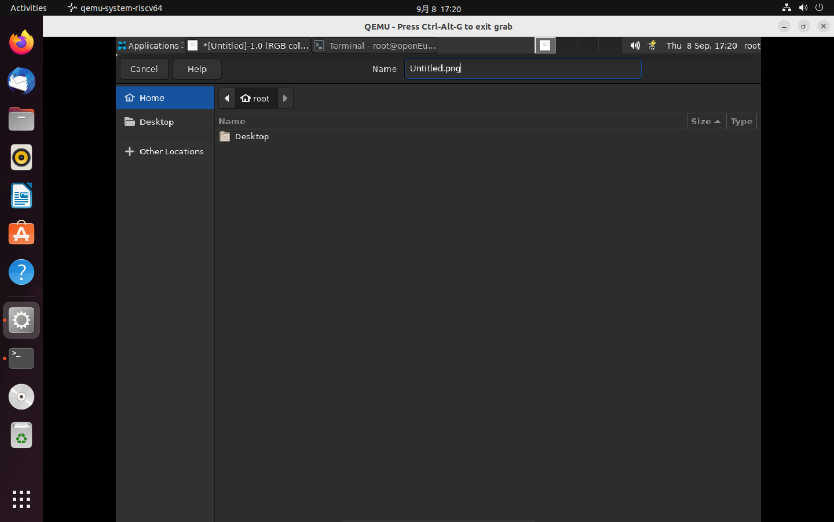 Activities qemu-system-riscv64 9月 8 17:20
QEMU - Press Ctrl-Alt-G to exit grab
Applications *[Untitled]-1.0 (RGB col... Terminal - root@openEu... Thu 8 Sep, 17:20 root
Cancel Help Name Untitled.png
Home root
Desktop
Other Locations
Name Size Type
Desktop